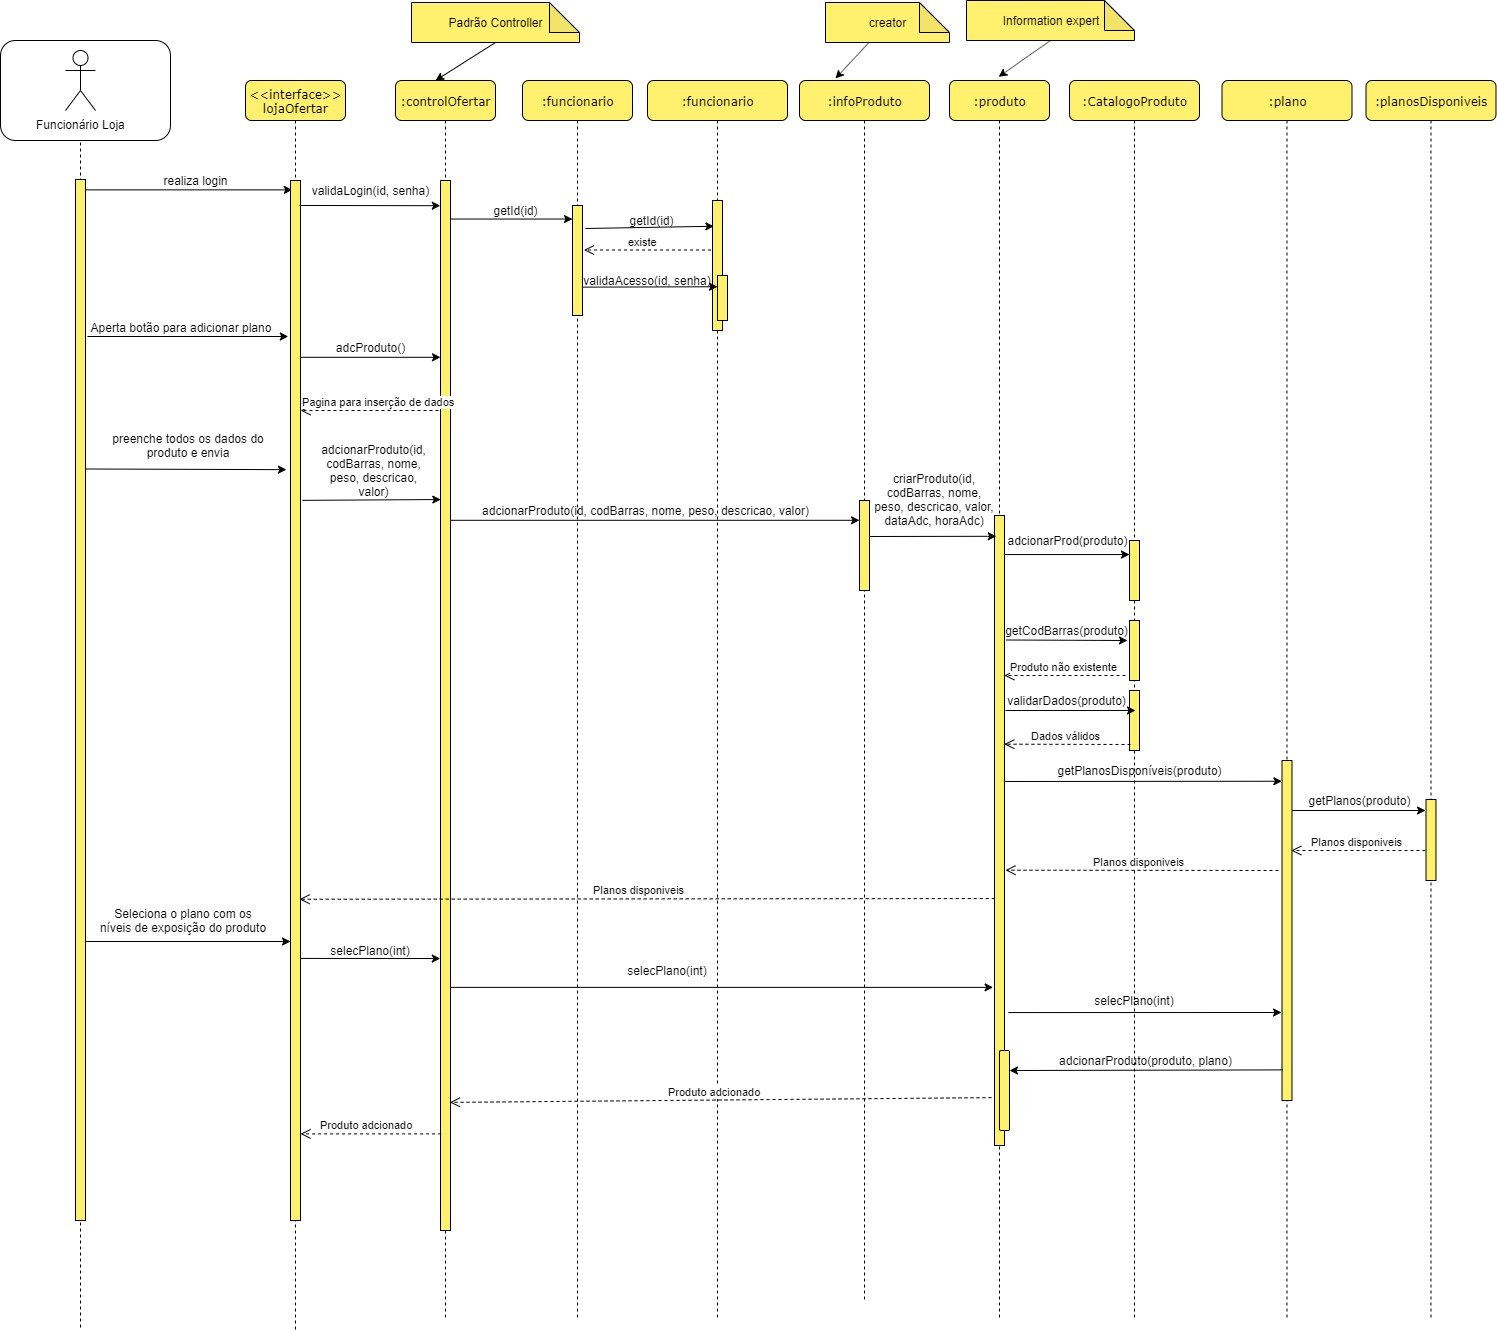 Padrão Controller
creator
Information expert
Funcionário Loja
<<interface>>
lojaOfertar
:controlOfertar
:funcionario
:funcionario
:infoProduto
:produto
:CatalogoProduto
:plano
:planosDisponiveis
realiza login
validaLogin(id, senha)
getId(id)
getId(id)
existe
validaAcesso(id, senha)
Aperta botão para adicionar plano
adcProduto()
Pagina para inserção de dados
preenche todos os dados do
produto e envia
adcionarProduto(id,
codBarras, nome,
peso, descricao,
valor)
adcionarProduto(id, codBarras, nome, peso, descricao, valor)
criarProduto(id,
codBarras, nome,
peso, descricao, valor,
dataAdc, horaAdc)
adcionarProd(produto)
getCodBarras(produto)
Produto não existente
validarDados(produto)
Dados válidos
getPlanosDisponíveis(produto)
getPlanos(produto)
Planos disponiveis
Planos disponiveis
Planos disponiveis
Seleciona o plano com os
níveis de exposição do produto
selecPlano(int)
selecPlano(int)
selecPlano(int)
adcionarProduto(produto, plano)
Produto adcionado
Produto adcionado